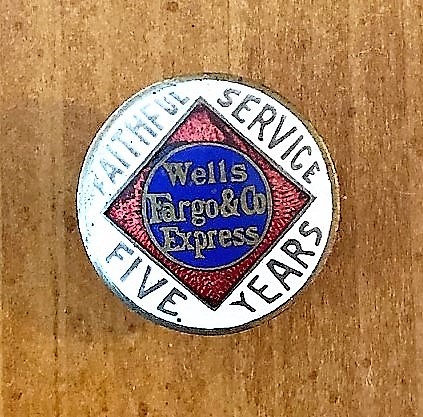 FAITHFUL SERVICE
FIVE. YEARS
Wells
Fargo & Co
Express